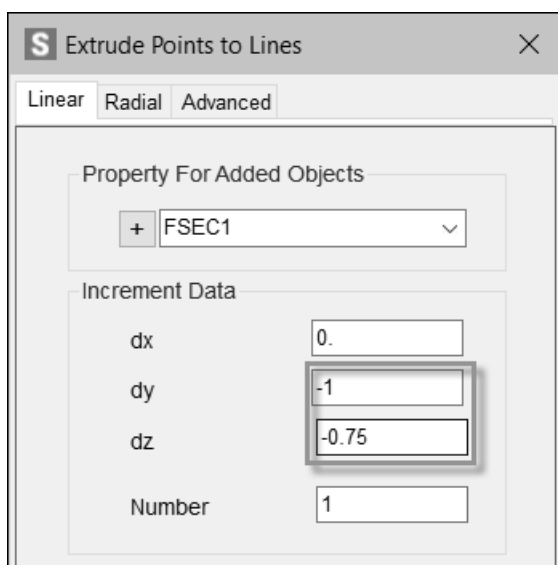 S Extrude Points to Lines
Linear Radial Advanced
Property For Added Objects
+ FSEC1
Increment Data
dx 0.
dy -1
dz -0.75
Number 1